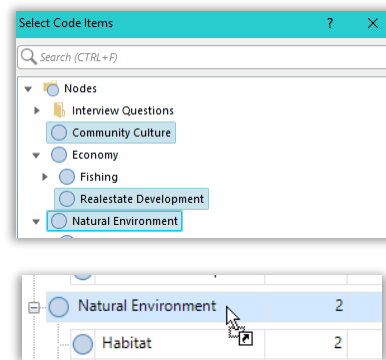 Select Code Items ?
Search (CTRL+F)
Nodes
Interview Questions
Community Culture
Economy
Fishing
Realestate Development
Natural Environment
Natural Environment 2
Habitat 2